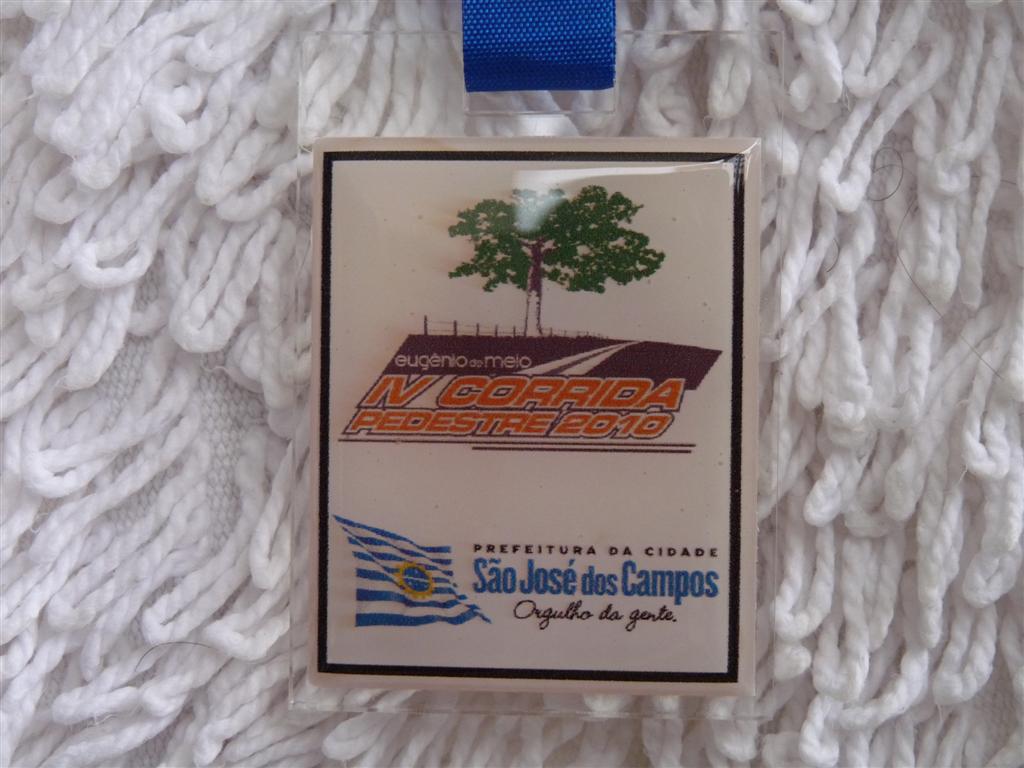 eugênio de melo
IV CORRIDA
PEDESTRE 2010
PREFEITURA DA CIDADE
São José dos Campos
Orgulho da gente.